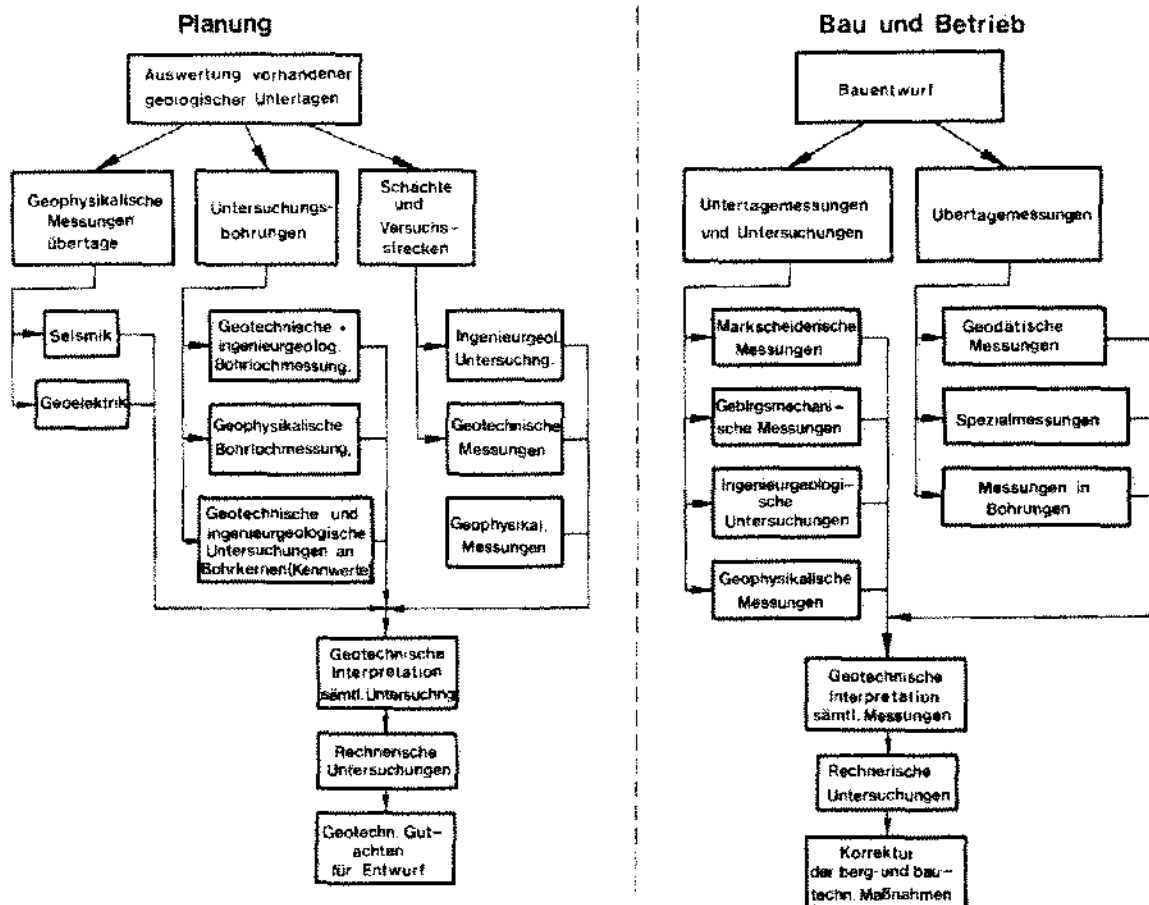 Planung
Auswertung vorhandener
geologischer Unterlagen
Geophysikalische
Messungen
übertage
Untersuchungs-
bohrungen
Schächte
und
Versuchs-
strecken
Seismik
Geoelektrik
Geotechnische +
ingenieurgeolog.
Bohrlochmessung.
Geophysikalische
Bohrlochmessung.
Geotechnische und
ingenieurgeologische
Untersuchungen an
Bohrkernen(Kennwerte)
Ingenieurgeol.
Untersuchng.
Geotechnische
Messungen
Geophysikal.
Messungen
Geotechnische
Interpretation
sämtl. Untersuchng.
Rechnerische
Untersuchungen
Geotechn. Gut-
achten
für Entwurf
Bau und Betrieb
Bauentwurf
Untertagemessungen
und Untersuchungen
Übertagemessungen
Markscheiderische
Messungen
Gebirgsmechani-
sche Messungen
Ingenieurgeologi-
sche
Untersuchungen
Geophysikalische
Messungen
Geodätische
Messungen
Spezialmessungen
Messungen in
Bohrungen
Geotechnische
Interpretation
sämtl. Messungen
Rechnerische
Untersuchungen
Korrektur
der berg-und bau-
techn. Maßnahmen